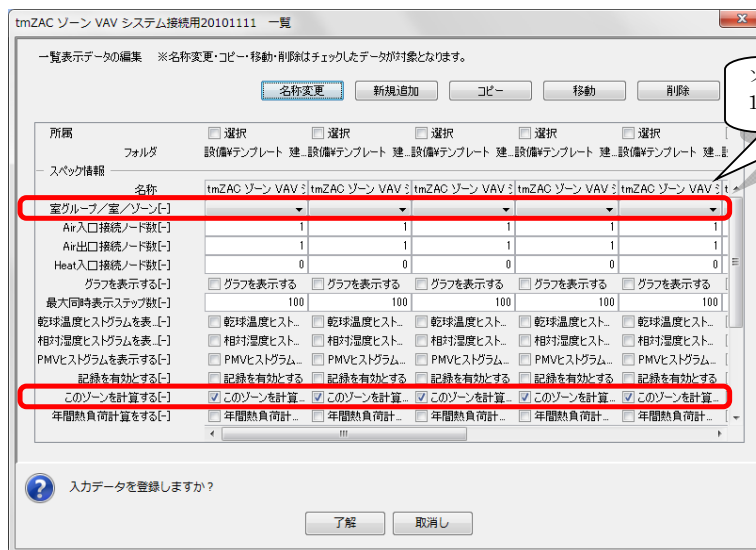 tmZAC ゾーン VAV システム接続用20101111 一覧
一覧表示データの編集 ※名称変更・コピー・移動・削除はチェックしたデータが対象となります。
名称変更 新規追加 コピー 移動 削除
1
所属 選択 選択 選択 選択 選択
フォルダ 設備¥テンプレート 建... 設備¥テンプレート 建... 設備¥テンプレート 建... 設備¥テンプレート 建... 設備¥テンプレート 建...
スペック情報
名称 tmZAC ゾーン VAV tmZAC ゾーン VAV tmZAC ゾーン VAV tmZAC ゾーン VAV tmZAC ゾーン VAV
室グループ/室/ゾーン[-]
Air入口接続ノード数[-] 1 1 1 1 1
Air出口接続ノード数[-] 1 1 1 1 1
Heat入口接続ノード数[-] 0 0 0 0 0
グラフを表示する[-] グラフを表示する グラフを表示する グラフを表示する グラフを表示する グラフを表示する
最大同時表示ステップ数[-] 100 100 100 100 100
乾球温度ヒストグラムを表...[-] 乾球温度ヒスト... 乾球温度ヒスト... 乾球温度ヒスト... 乾球温度ヒスト... 乾球温度ヒスト...
相対湿度ヒストグラムを表...[-] 相対湿度ヒスト... 相対湿度ヒスト... 相対湿度ヒスト... 相対湿度ヒスト... 相対湿度ヒスト...
PMVヒストグラムを表示する[-] PMVヒストグラム... PMVヒストグラム... PMVヒストグラム... PMVヒストグラム... PMVヒストグラム...
記録を有効とする[-] 記録を有効とする 記録を有効とする 記録を有効とする 記録を有効とする 記録を有効とする
このゾーンを計算する[-] このゾーンを計算... このゾーンを計算... このゾーンを計算... このゾーンを計算... このゾーンを計算...
年間熱負荷計算をする[-] 年間熱負荷計... 年間熱負荷計... 年間熱負荷計... 年間熱負荷計... 年間熱負荷計...
入力データを登録しますか?
了解 取消し